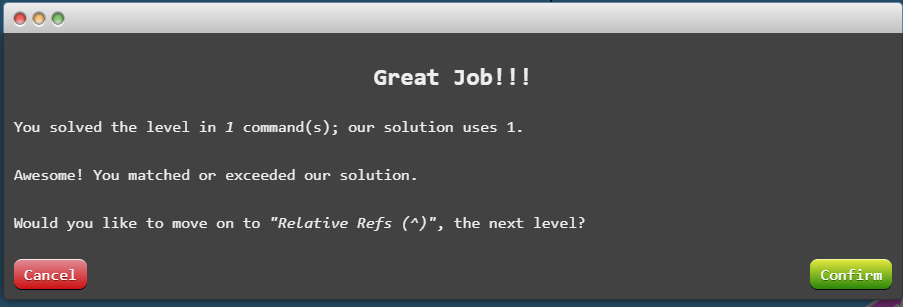 Great Job!!!
You solved the level in 1 command(s); our solution uses 1.
Awesome! You matched or exceeded our solution.
Would you like to move on to "Relative Refs (^)", the next level?
Cancel
Confirm